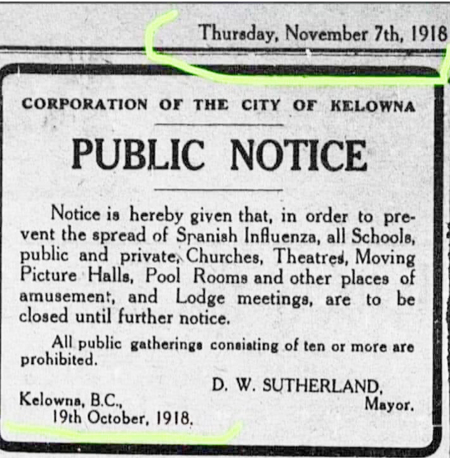 Thursday, November 7th, 1918
CORPORATION OF THE CITY OF KELOWNA
PUBLIC NOTICE
Notice is hereby given that, in order to pre-
vent the spread of Spanish Influenza, all Schools,
public and private, Churches, Theatres, Moving
Picture Halls, Pool Rooms and other places of
amusement, and Lodge meetings, are to be
closed until further notice.
All public gatherings consisting of ten or more are
prohibited.
D. W. SUTHERLAND,
Mayor.
Kelowna, B.C.,
19th October, 1918.